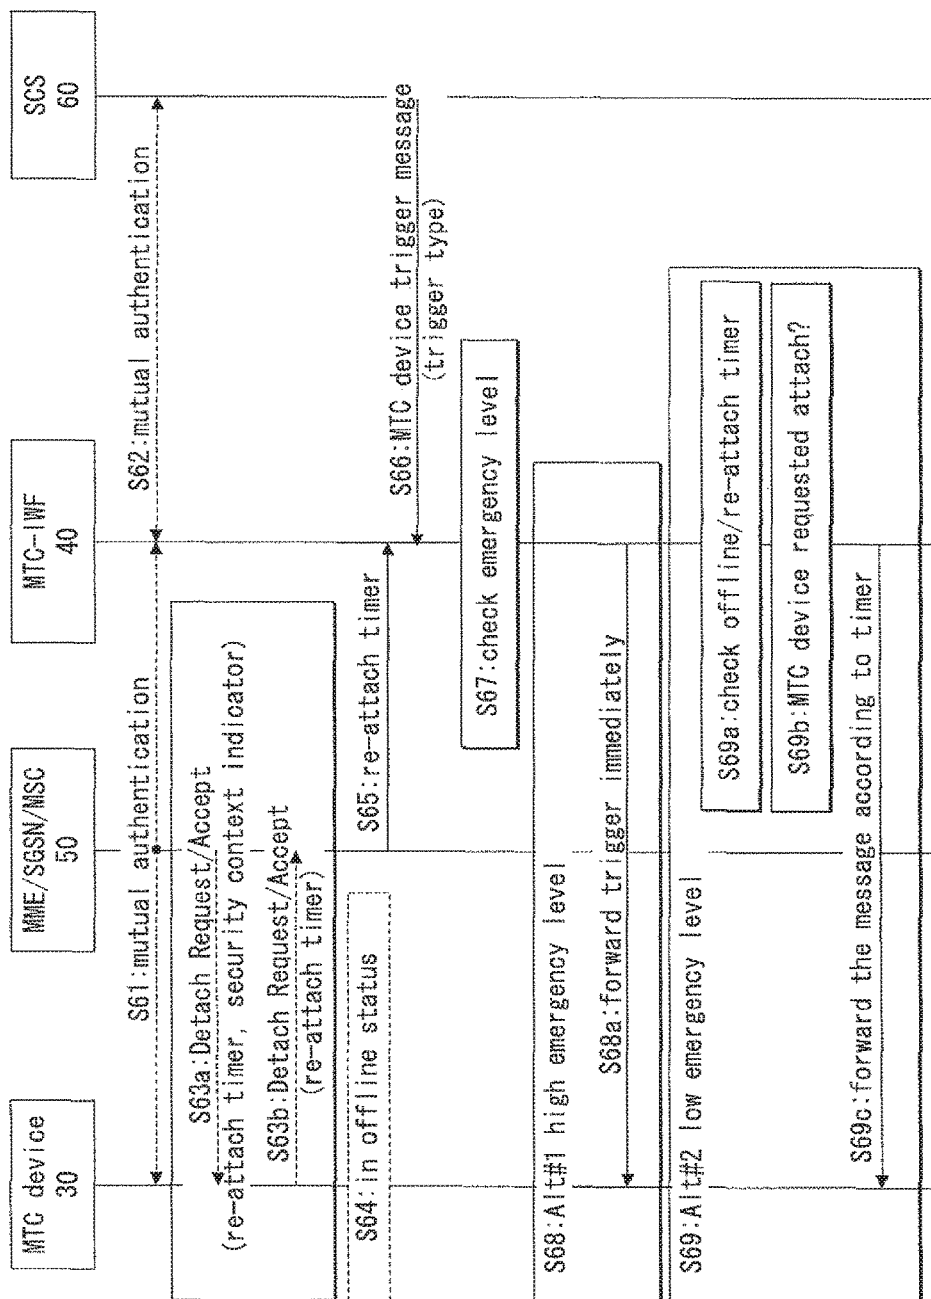 MTC device
30
MME/SGSN/MSC
50
MTC-IWF
40
SCS
60
S61:mutual authentication
S62:mutual authentication
S63a:Detach Request/Accept
(re-attach timer, security context indicator)
S63b:Detach Request/Accept
(re-attach timer)
S64:in offline status
S65:re-attach timer
S66:MTC device trigger message
(trigger type)
S67:check emergency level
S68:Alt#1 high emergency level
S68a:forward trigger immediately
S69:Alt#2 low emergency level
S69a:check offline/re-attach timer
S69b:MTC device requested attach?
S69c:forward the message according to timer